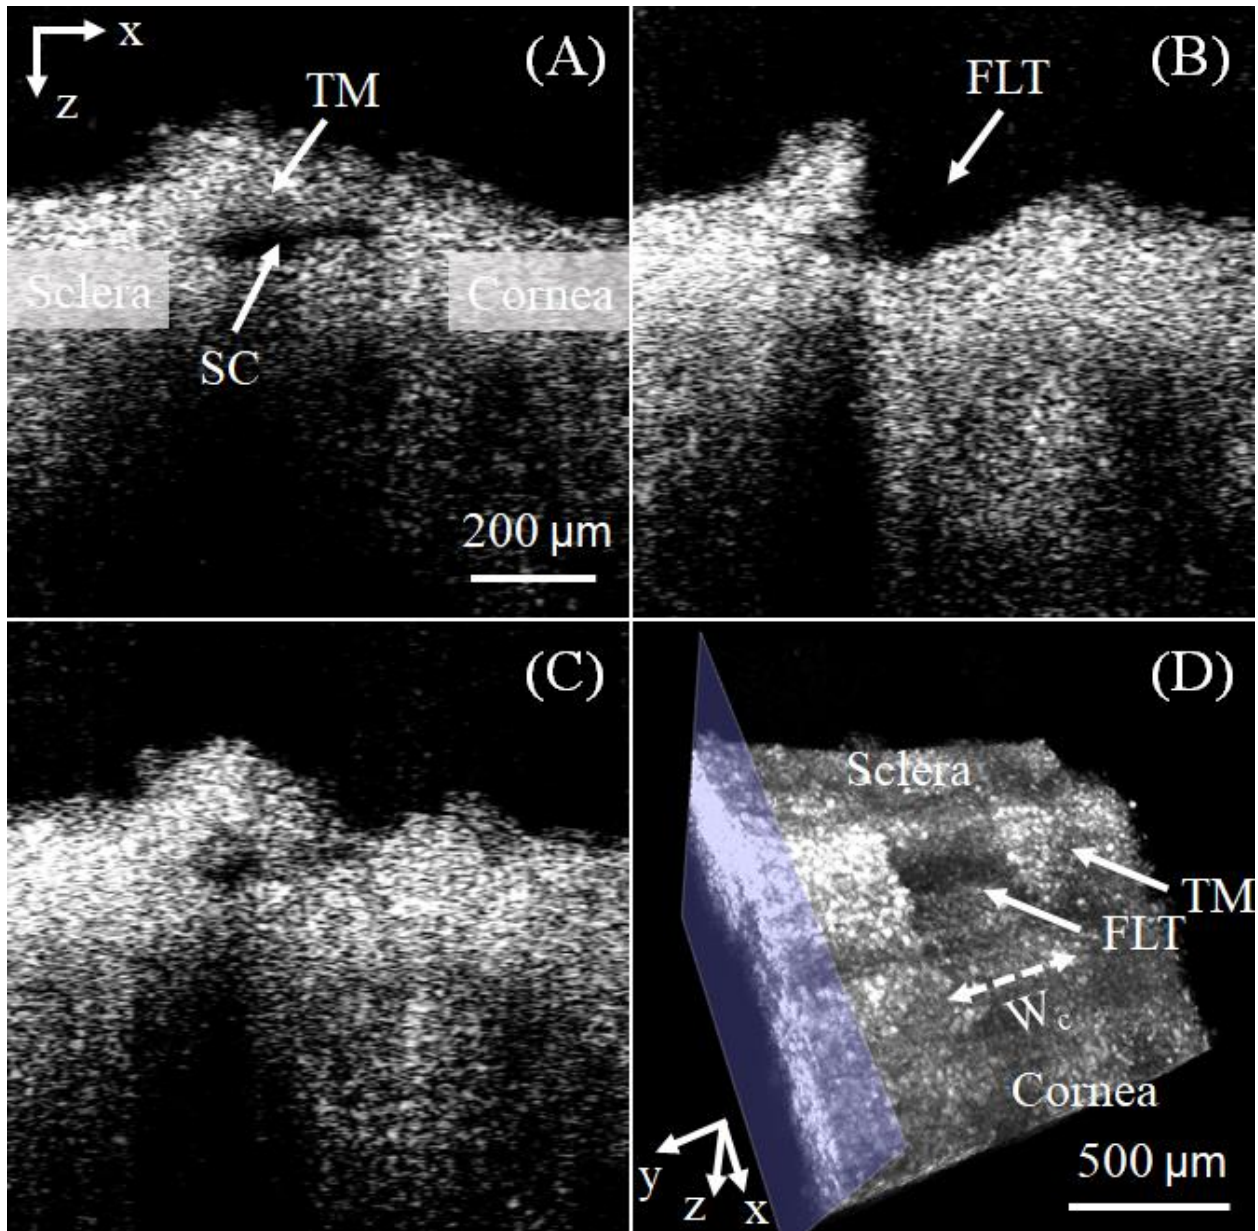 x
z
(A)
TM
SC
Sclera
Cornea
200 μm
(B)
FLT
(C)
(D)
Sclera
TM
FLT
Wc
Cornea
y
z
x
500 μm